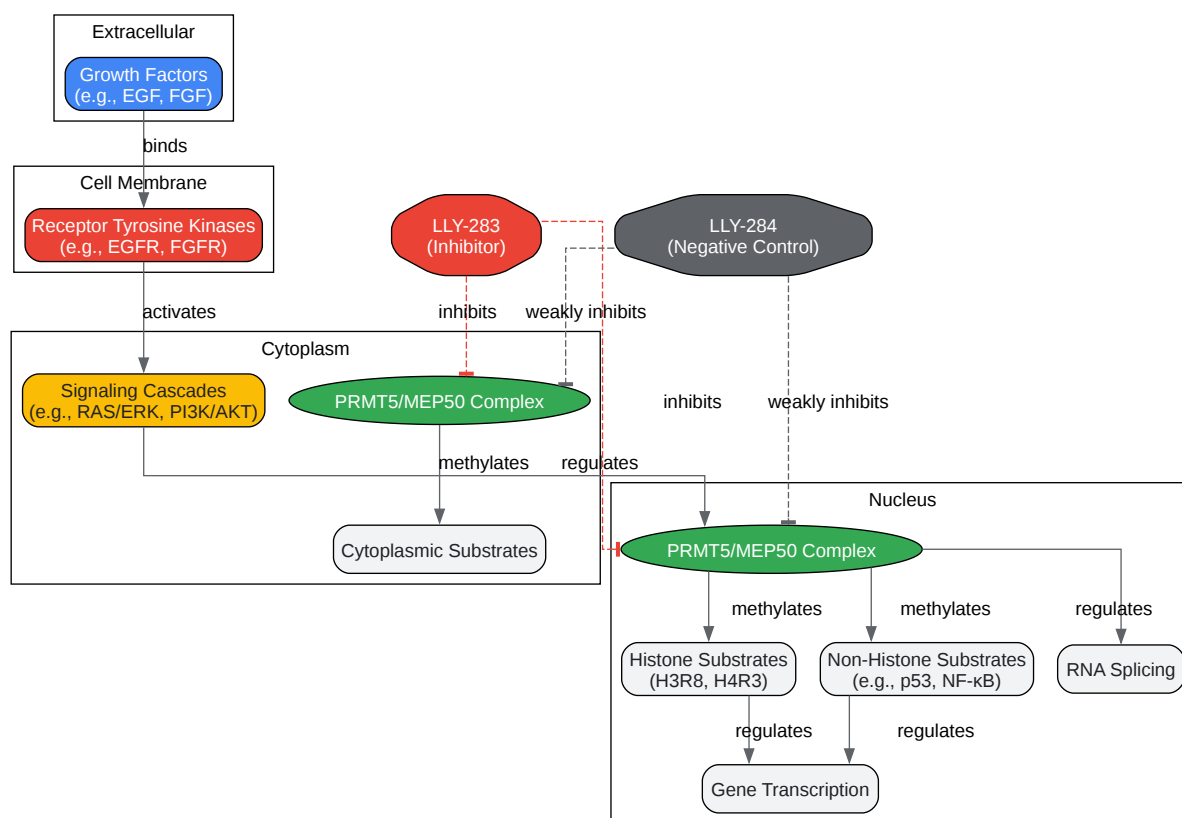 Extracellular
Growth Factors
(e.g., EGF, FGF)
binds
Cell Membrane
Receptor Tyrosine Kinases
(e.g., EGFR, FGFR)
LLY-283
(Inhibitor)
LLY-284
(Negative Control)
activates
inhibits
weakly inhibits
Cytoplasm
Signaling Cascades
(e.g., RAS/ERK, PI3K/AKT)
PRMT5/MEP50 Complex
inhibits
weakly inhibits
methylates
regulates
Nucleus
Cytoplasmic Substrates
PRMT5/MEP50 Complex
methylates
methylates
regulates
Histone Substrates
(H3R8, H4R3)
Non-Histone Substrates
(e.g., p53, NF-κB)
RNA Splicing
regulates
regulates
Gene Transcription